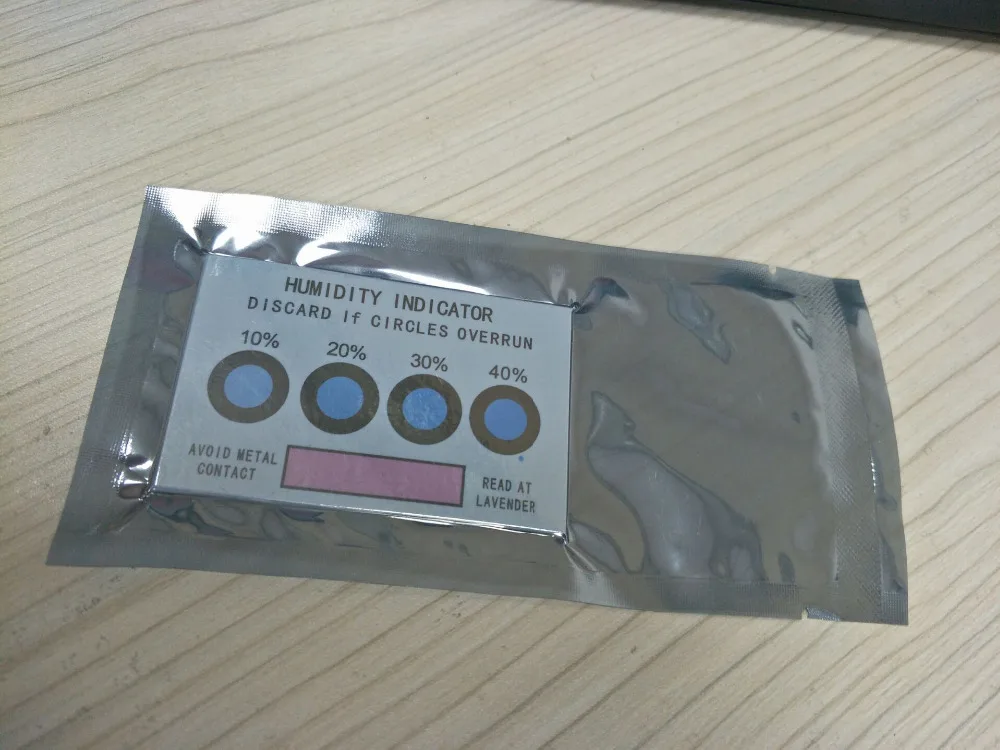 HUMIDITY INDICATOR
DISCARD If CIRCLES OVERRUN
10% 20% 30% 40%
AVOID METAL
CONTACT
READ AT
LAVENDER